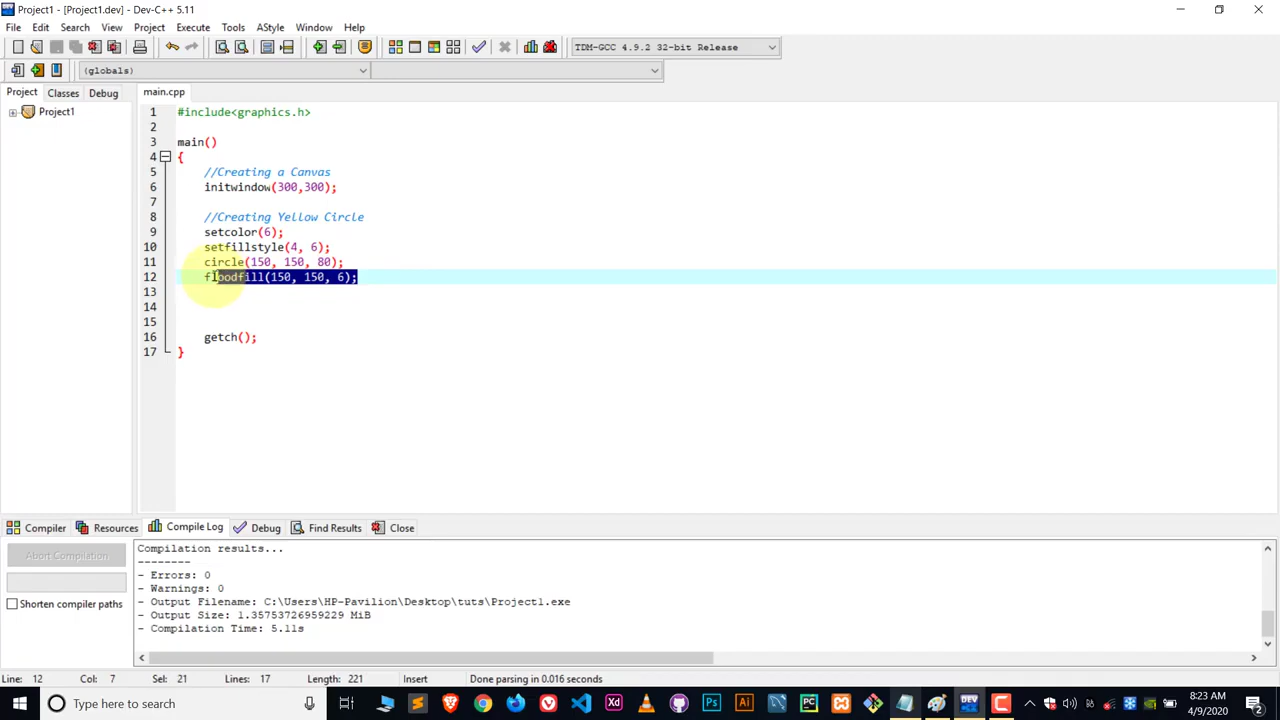 Project1 - [Project1.dev] - Dev-C++ 5.11
File Edit Search View Project Execute Tools AStyle Window Help
TDM-GCC 4.9.2 32-bit Release
(globals)
Project Classes Debug
main.cpp
Project1
1 #include<graphics.h>
2
3 main()
4 {
5 //Creating a Canvas
6 initwindow(300,300);
7
8 //Creating Yellow Circle
9 setcolor(6);
10 setfillstyle(4, 6);
11 circle(150, 150, 80);
12 floodfill(150, 150, 6);
13
14
15
16 getch();
17 }
Compiler Resources Compile Log Debug Find Results Close
Abort Compilation
Shorten compiler paths
Compilation results...
--------
- Errors: 0
- Warnings: 0
- Output Filename: C:\Users\HP-Pavilion\Desktop\tuts\Project1.exe
- Output Size: 1.35753726959229 MiB
- Compilation Time: 5.11s
Line: 12 Col: 7 Sel: 21 Lines: 17 Length: 221 Insert Done parsing in 0.016 seconds
Type here to search
Xd
Ps
Ai
PC
DEV
8:23 AM
4/9/2020
2